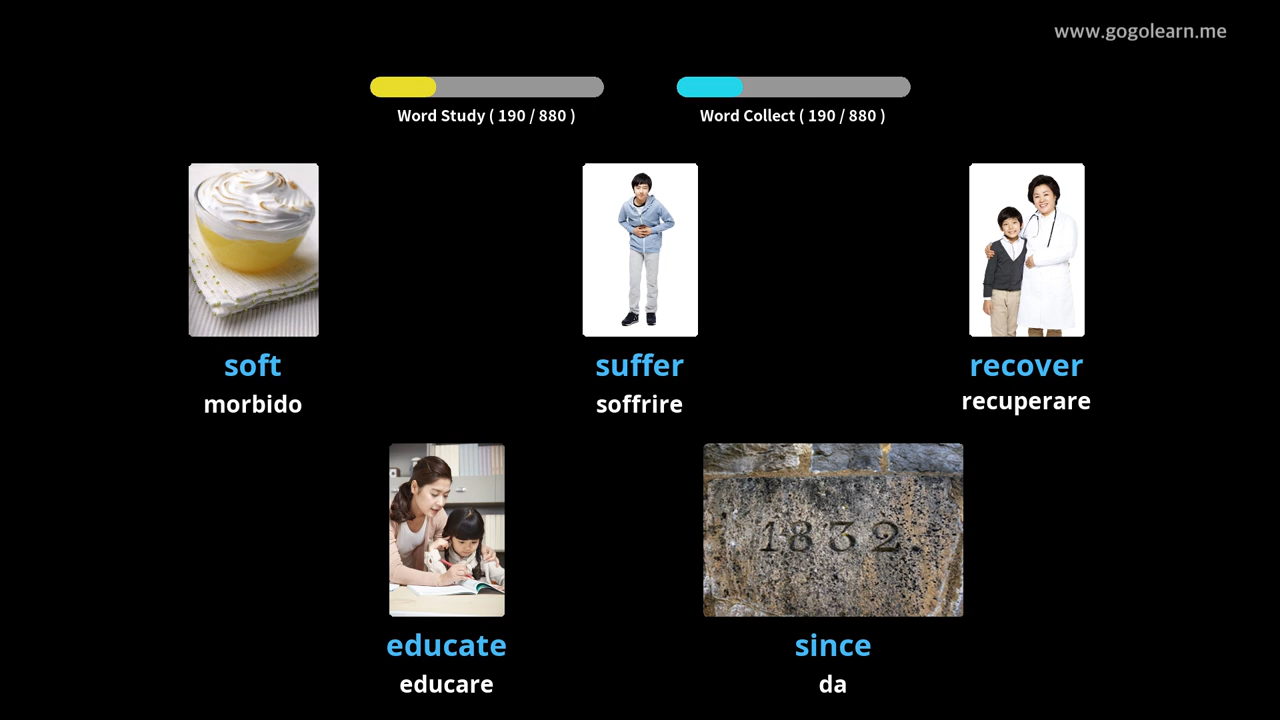 www.gogolearn.me
Word Study ( 190 / 880 )
Word Collect ( 190 / 880 )
soft
morbido
suffer
soffrire
recover
recuperare
1832.
educate
educare
since
da